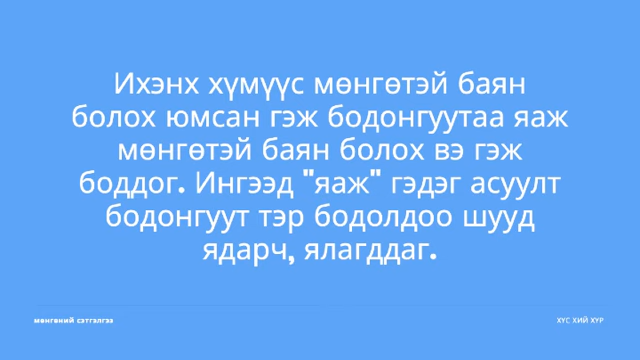 Ихэнх хүмүүс мөнгөтэй баян
болох юмсан гэж бодонгуутаа яаж
мөнгөтэй баян болох вэ гэж
боддог. Ингээд "яаж" гэдэг асуулт
бодонгуут тэр бодолдоо шууд
ядарч, ялагддаг.
мөнгөний сэтгэлгээ
ХҮС ХИЙ ХУР